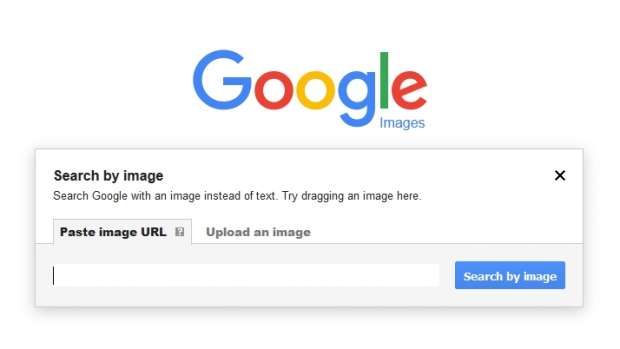 Google
Images
Search by image
Search Google with an image instead of text. Try dragging an image here.
Paste image URL ? Upload an image
Search by image